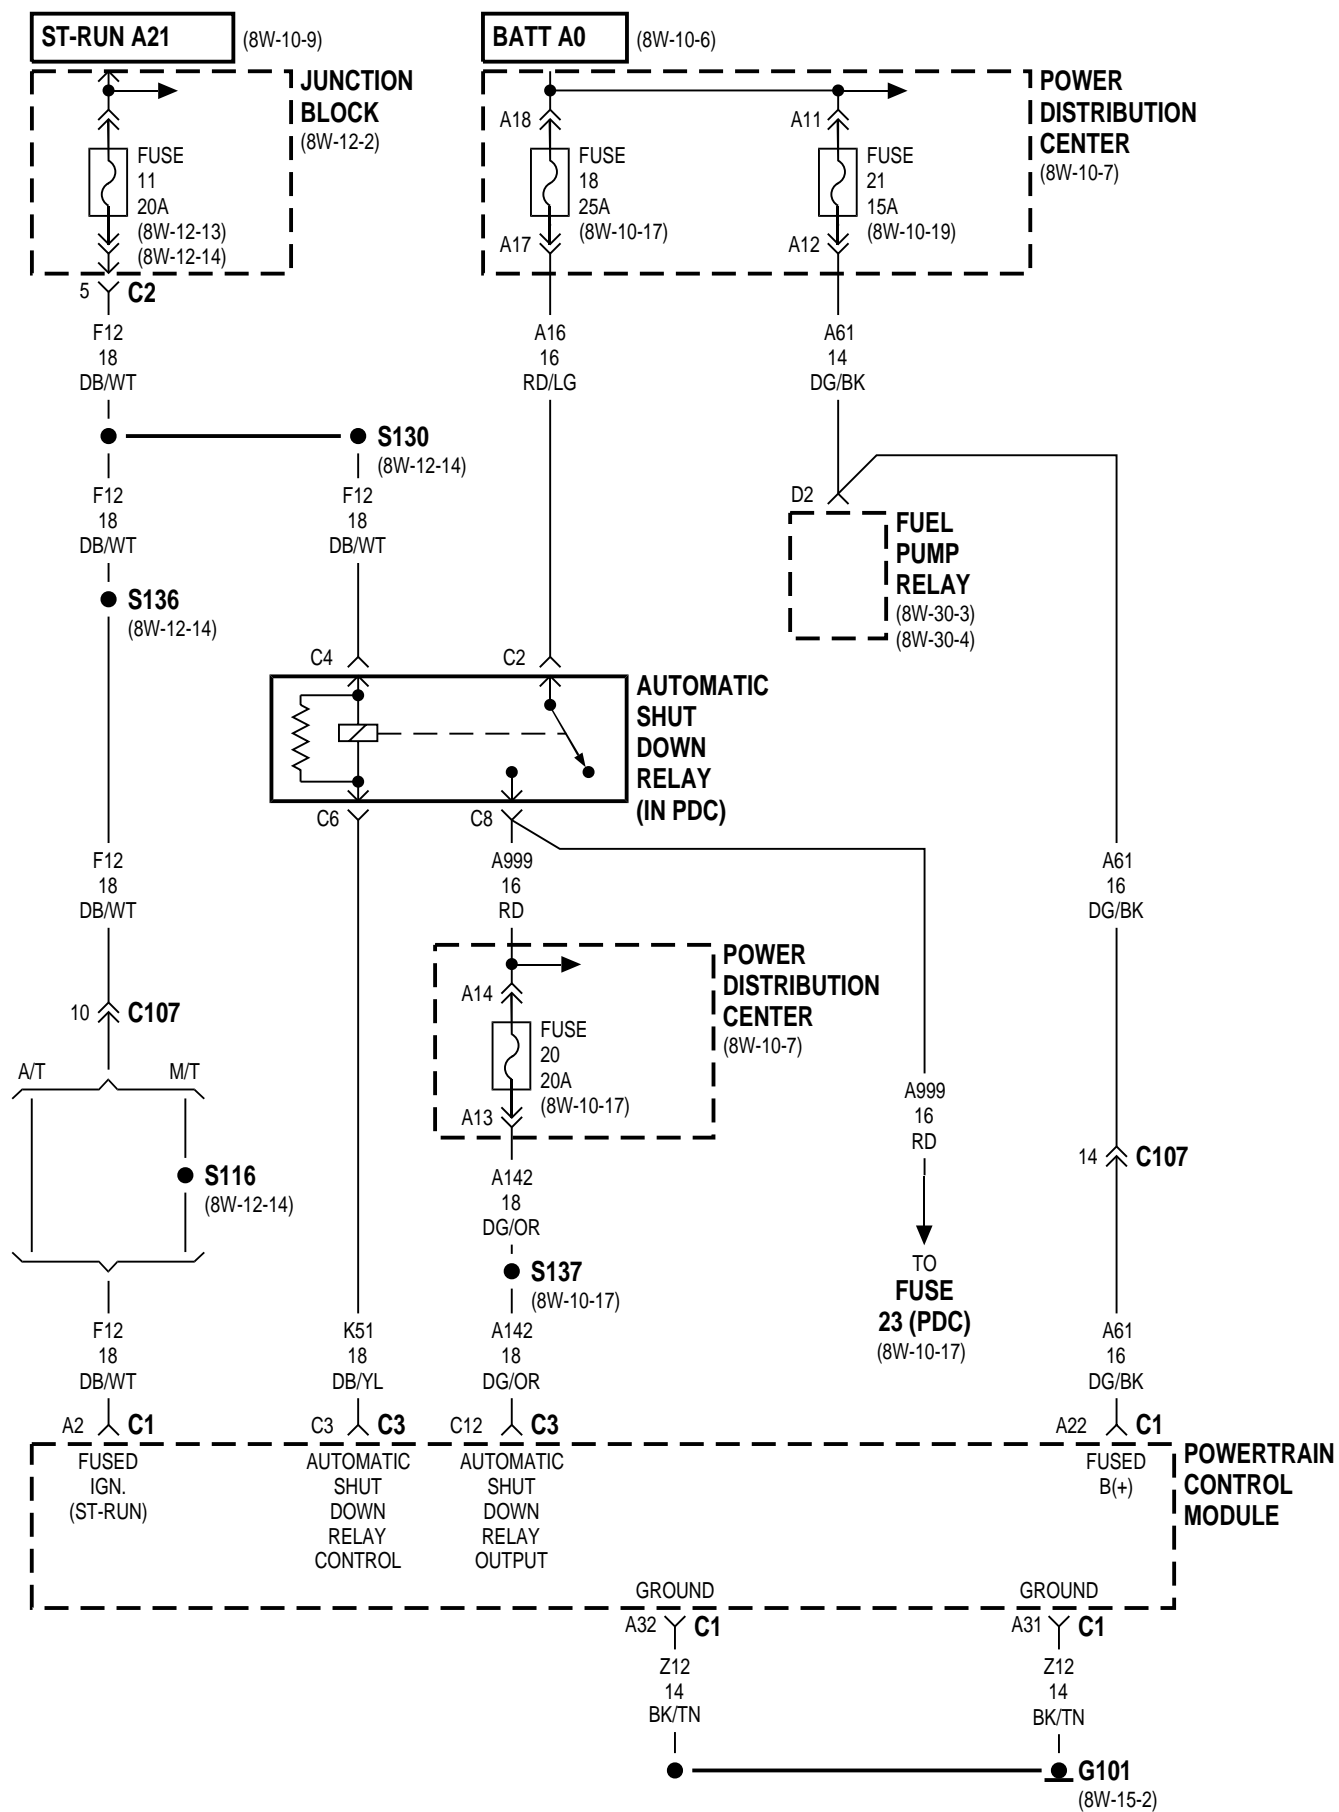 ST-RUN A21
(8W-10-9)
BATT A0
(8W-10-6)
JUNCTION
BLOCK
(8W-12-2)
POWER
DISTRIBUTION
CENTER
(8W-10-7)
FUSE
11
20A
(8W-12-13)
(8W-12-14)
A18
FUSE
18
25A
(8W-10-17)
A17
A11
FUSE
21
15A
(8W-10-19)
A12
5
C2
F12
18
DB/WT
A16
16
RD/LG
A61
14
DG/BK
S130
(8W-12-14)
F12
18
DB/WT
F12
18
DB/WT
D2
FUEL
PUMP
RELAY
(8W-30-3)
(8W-30-4)
S136
(8W-12-14)
C4
C2
AUTOMATIC
SHUT
DOWN
RELAY
(IN PDC)
C6
C8
F12
18
DB/WT
A999
16
RD
A61
16
DG/BK
POWER
DISTRIBUTION
CENTER
(8W-10-7)
A14
FUSE
20
20A
(8W-10-17)
A13
10
C107
A/T
M/T
A999
16
RD
14
C107
S116
(8W-12-14)
A142
18
DG/OR
S137
(8W-10-17)
TO
FUSE
23 (PDC)
(8W-10-17)
F12
18
DB/WT
K51
18
DB/YL
A142
18
DG/OR
A61
16
DG/BK
A2
C1
C3
C3
C12
C3
A22
C1
POWERTRAIN
CONTROL
MODULE
FUSED
IGN.
(ST-RUN)
AUTOMATIC
SHUT
DOWN
RELAY
CONTROL
AUTOMATIC
SHUT
DOWN
RELAY
OUTPUT
FUSED
B(+)
GROUND
GROUND
A32
C1
A31
C1
Z12
14
BK/TN
Z12
14
BK/TN
G101
(8W-15-2)